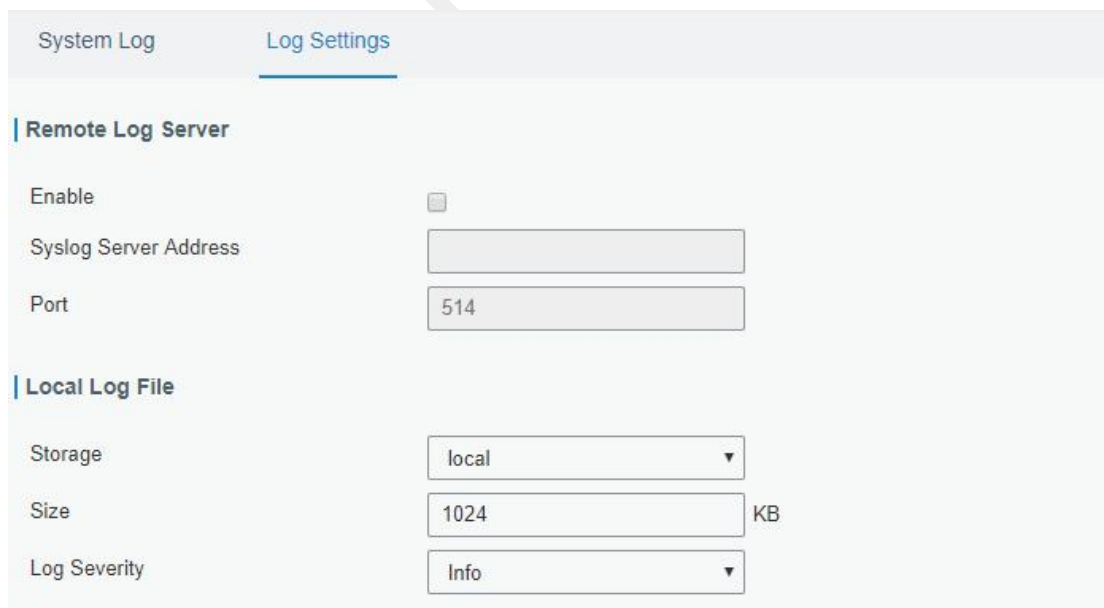 System Log Log Settings
Remote Log Server
Enable
Syslog Server Address
Port 514
Local Log File
Storage local
Size 1024 KB
Log Severity Info